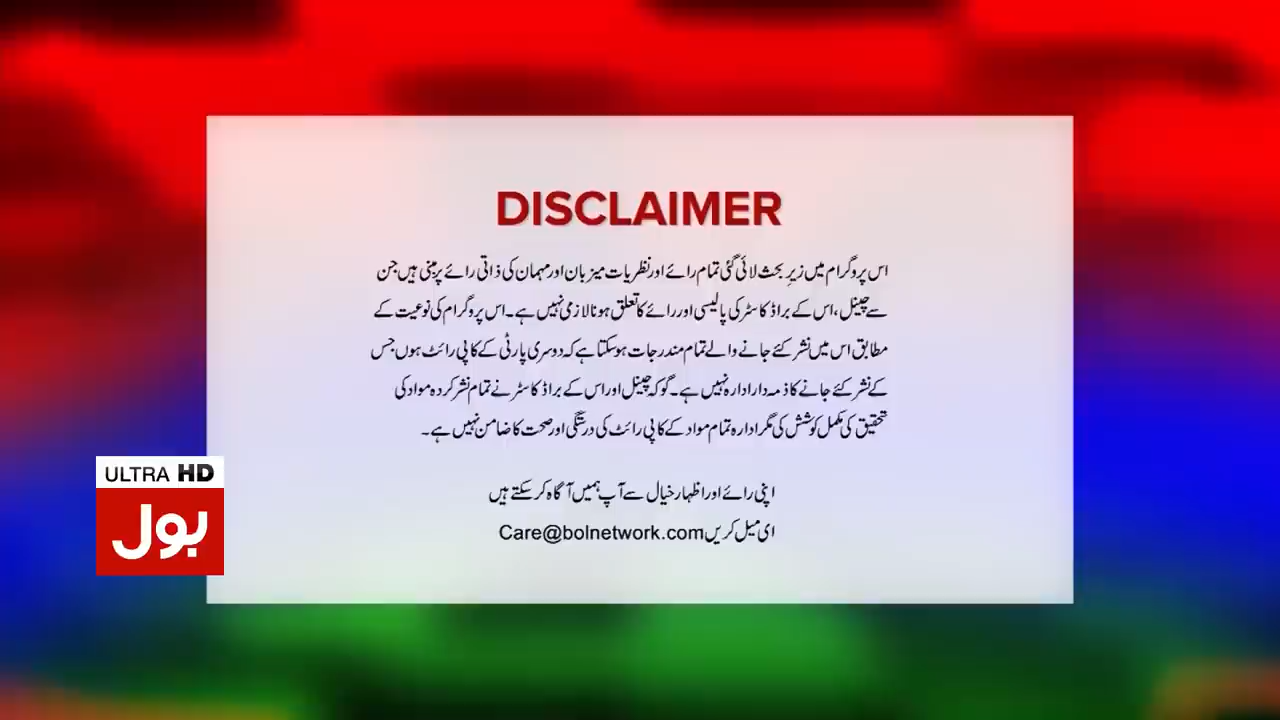 DISCLAIMER
اس پروگرام میں زیرِ بحث لائی گئی تمام رائے اور نظریات میزبان اور مہمان کی ذاتی رائے پر مبنی ہیں جن
سے چینل، اس کے براڈ کاسٹر کی پالیسی اور رائے کا تعلق ہونا لازمی نہیں ہے۔ اس پروگرام کی نوعیت کے
مطابق اس میں نشر کئے جانے والے تمام مندرجات ہوسکتا ہے کہ دوسری پارٹی کے کاپی رائٹ ہوں جس
کے نشر کئے جانے کا ذمہ دار ادارہ نہیں ہے۔ گو کہ چینل اور اس کے براڈ کاسٹر نے تمام نشر کردہ مواد کی
تحقیق کی مکمل کوشش کی مگر ادارہ تمام مواد کے کاپی رائٹ کی درستگی اور صحت کا ضامن نہیں ہے۔
اپنی رائے اور اظہار خیال سے آپ ہمیں آگاہ کرسکتے ہیں
ای میل کریں Care@bolnetwork.com
ULTRA HD
بول